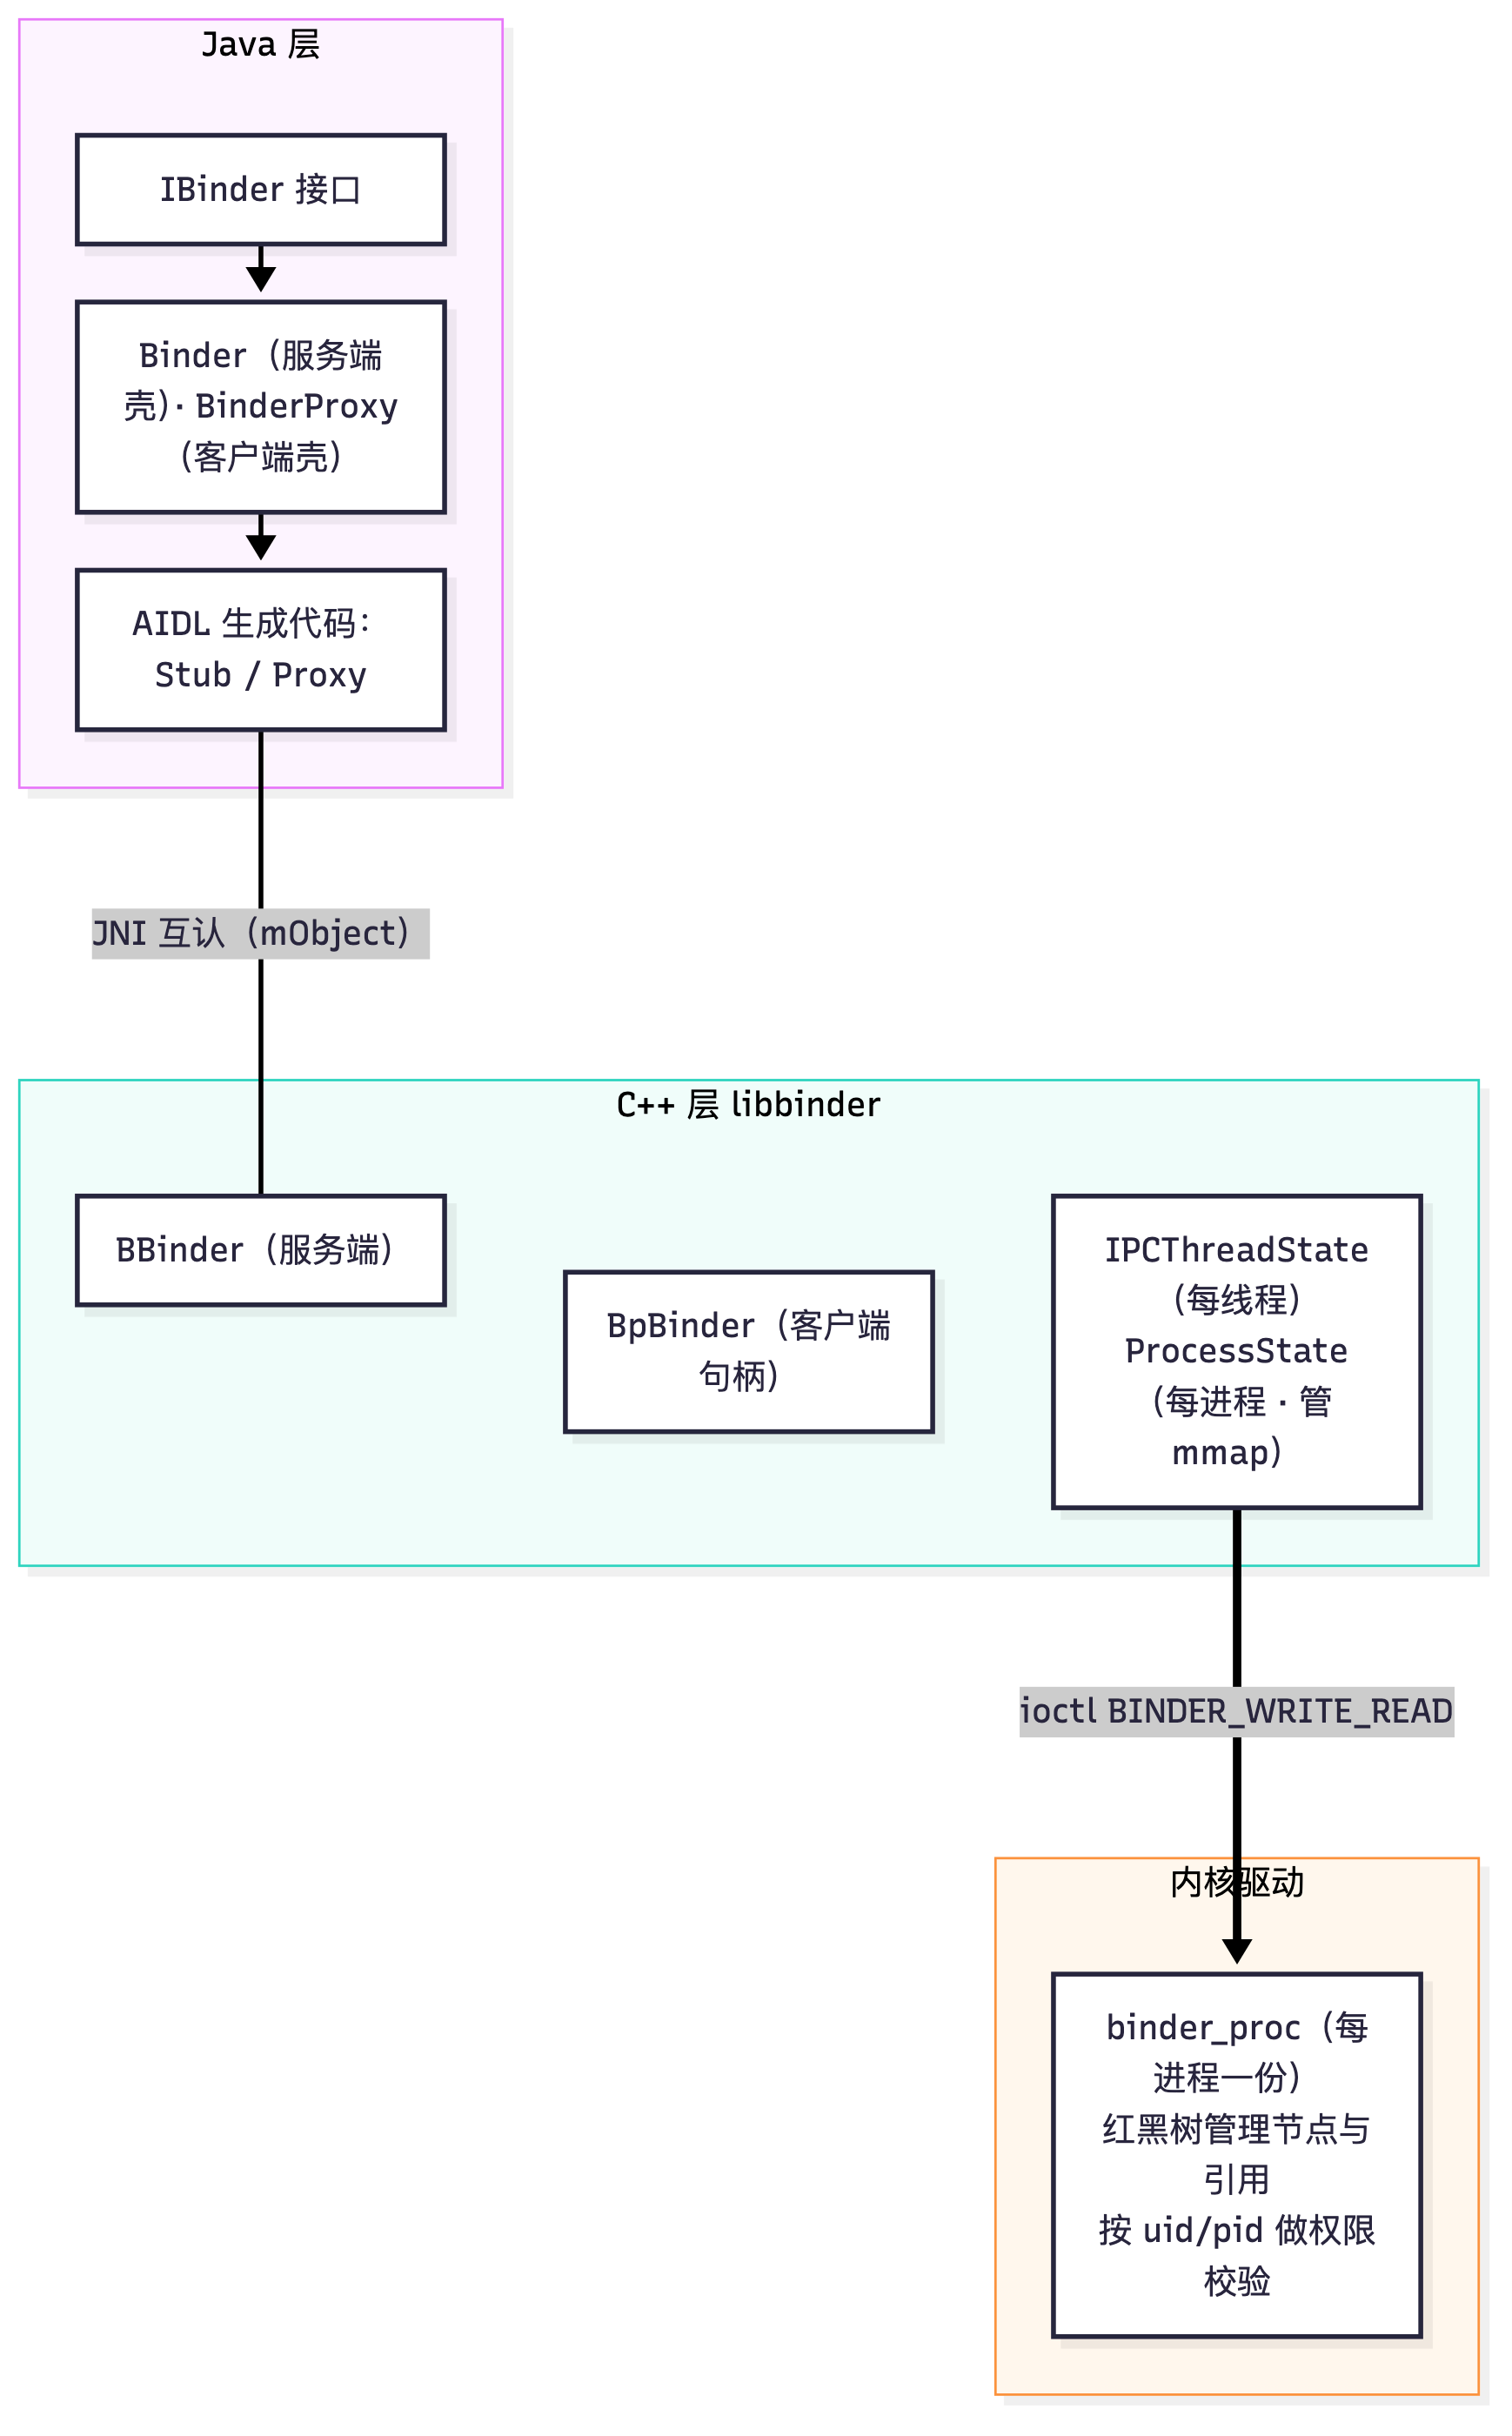 Java 层
IBinder 接口
Binder（服务端
壳）· BinderProxy
（客户端壳）
AIDL 生成代码：
Stub / Proxy
JNI 互认（mObject）
C++ 层 libbinder
BBinder（服务端）
BpBinder（客户端
句柄）
IPCThreadState
（每线程）
ProcessState
（每进程 · 管
mmap）
ioctl BINDER_WRITE_READ
内核驱动
binder_proc（每
进程一份）
红黑树管理节点与
引用
按 uid/pid 做权限
校验